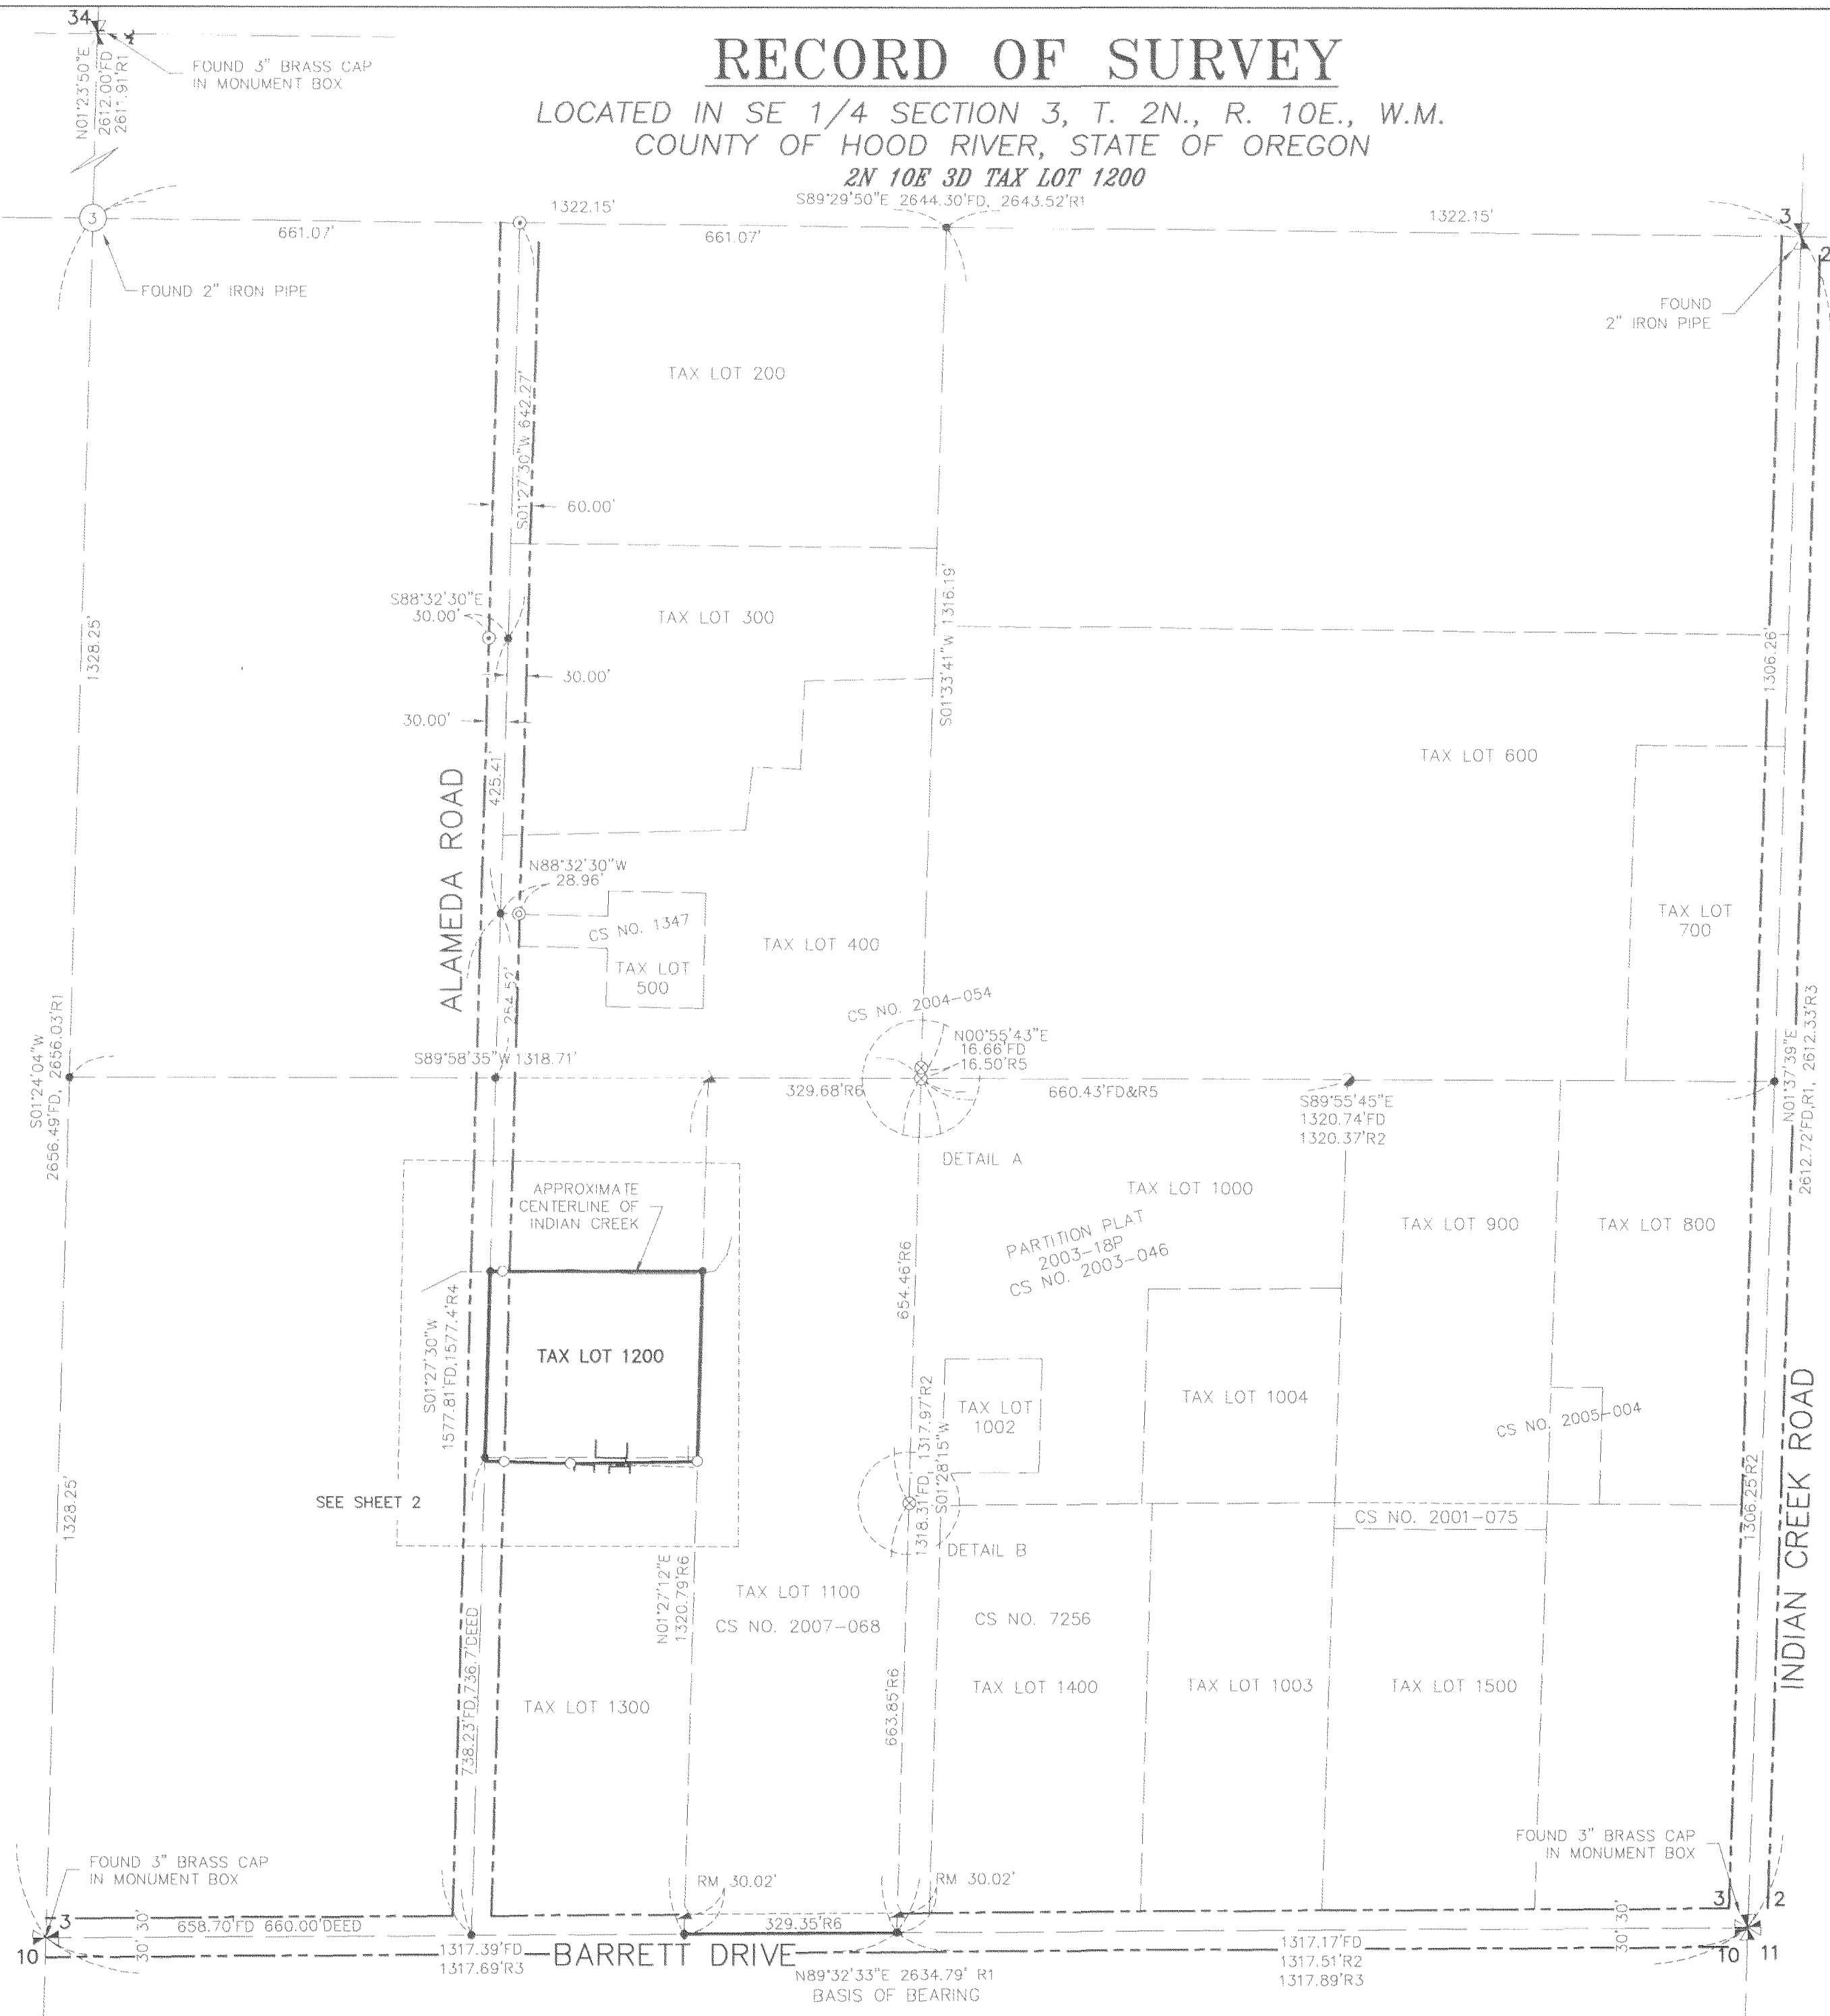 RECORD OF SURVEY
LOCATED IN SE 1/4 SECTION 3, T. 2N., R. 10E., W.M.
COUNTY OF HOOD RIVER, STATE OF OREGON
2N 10E 3D TAX LOT 1200
34
FOUND 3" BRASS CAP
IN MONUMENT BOX
N01°23'50"E
2612.00'FD
2611.91'R1
S89°29'50"E 2644.30'FD, 2643.52'R1
1322.15'
1322.15'
661.07'
661.07'
3
FOUND 2" IRON PIPE
3
2
FOUND
2" IRON PIPE
TAX LOT 200
S01°27'30"W 642.27'
60.00'
S88°32'30"E
30.00'
TAX LOT 300
S01°33'41"W 1316.19'
1328.25'
1306.26'
30.00'
30.00'
425.41'
ALAMEDA ROAD
TAX LOT 600
N88°32'30"W
28.96'
CS NO. 1347
TAX LOT
500
TAX LOT 400
TAX LOT
700
264.52'
CS NO. 2004-054
N00°55'43"E
16.66'FD
16.50'R5
S89°58'35"W 1318.71'
329.68'R6
660.43'FD&R5
S89°55'45"E
1320.74'FD
1320.37'R2
S01°24'04"W
2656.49'FD, 2656.03'R1
N01°37'39"E
2612.72'FD,R1, 2612.33'R3
DETAIL A
APPROXIMATE
CENTERLINE OF
INDIAN CREEK
TAX LOT 1000
PARTITION PLAT
2003-18P
CS NO. 2003-046
TAX LOT 900
TAX LOT 800
654.46'R6
S01°27'30"W
1577.81'FD,1577.4'R4
TAX LOT 1200
TAX LOT
1002
TAX LOT 1004
CS NO. 2005-004
1318.31'FD, 1317.97'R2
S01°28'15"W
SEE SHEET 2
1328.25'
CS NO. 2001-075
1306.25'R2
INDIAN CREEK ROAD
DETAIL B
N01°27'12"E
1320.79'R6
TAX LOT 1100
CS NO. 2007-068
CS NO. 7256
738.23'FD,736.7'DEED
TAX LOT 1300
663.85'R6
TAX LOT 1400
TAX LOT 1003
TAX LOT 1500
FOUND 3" BRASS CAP
IN MONUMENT BOX
FOUND 3" BRASS CAP
IN MONUMENT BOX
RM 30.02'
RM 30.02'
3
10
30' 30'
658.70'FD 660.00'DEED
329.35'R6
30' 30'
3
2
10
11
1317.39'FD
1317.69'R3
BARRETT DRIVE
1317.17'FD
1317.51'R2
1317.89'R3
N89°32'33"E 2634.79' R1
BASIS OF BEARING